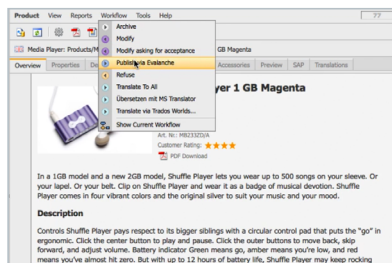 Product View Reports Workflow Tools Help
77
Archive
Modify
Media Player: Products/M
Modify asking for acceptance
GB Magenta
Overview Properties De
Publish via Evalanche
Accessories Preview SAP Translations
Refuse
Translate To All
yer 1 GB Magenta
Übersetzen mit MS Translator
Translate via Trados Worlds...
Show Current Workflow
Art. Nr.: MB233ZD/A
Customer Rating:
PDF Download
In a 1GB model and a new 2GB model, Shuffle Player lets you wear up to 500 songs on your sleeve. Or
your lapel. Or your belt. Clip on Shuffle Player and wear it as a badge of musical devotion. Shuffle
Player comes in four vibrant colors and the original silver to suit your music and your mood.
Description
Controls Shuffle Player pays respect to its bigger siblings with a circular control pad that puts the "go" in
ergonomic. Click the center button to play and pause. Click the outer buttons to move back, skip
forward, and adjust volume. Battery indicator Green means go, amber means you're low, and red
means you've almost hit zero. But with up to 12 hours of battery life, Shuffle Player may keep rocking